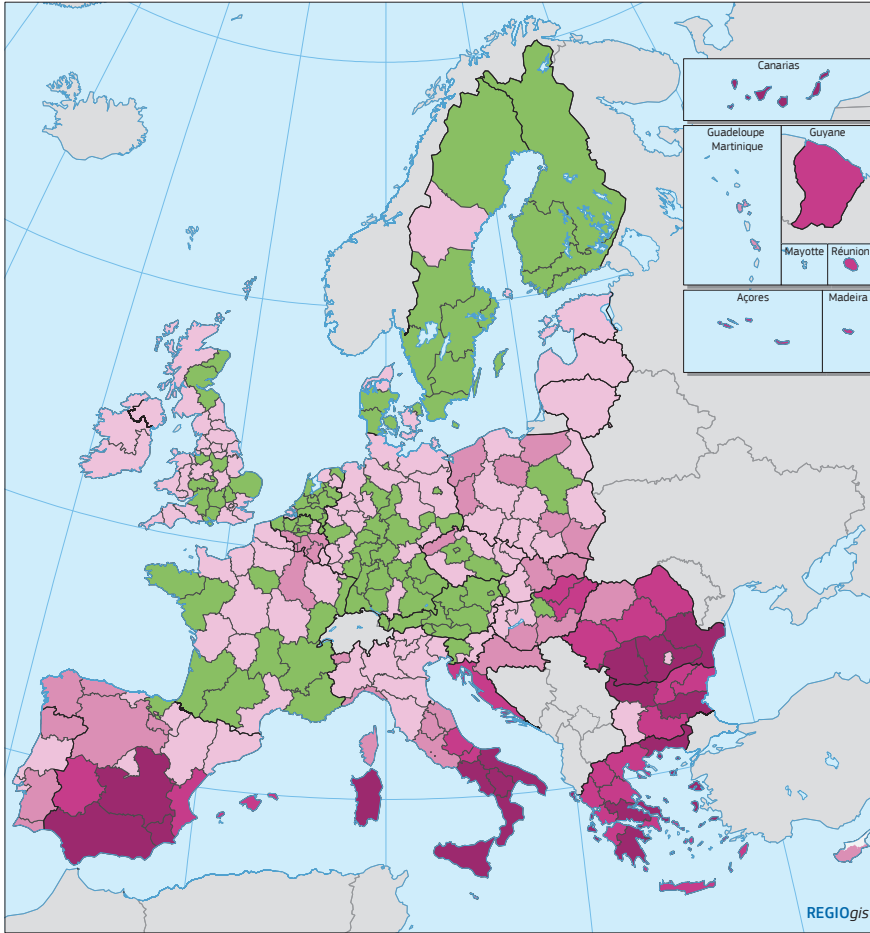 Canarias
Guadeloupe
Martinique
Guyane
Mayotte
Réunion
Açores
Madeira
REGIOgis